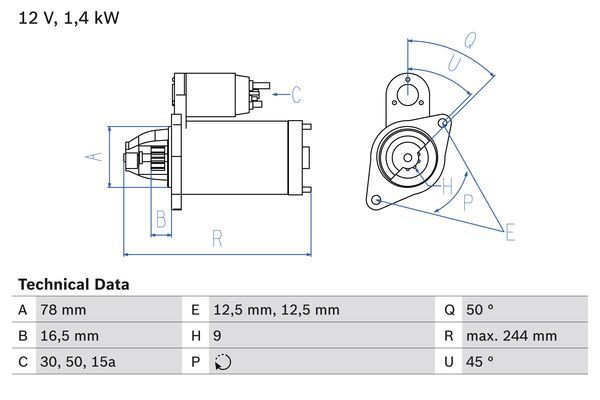 12 V, 1,4 kW
Q
U
C
A
B
R
H
P
E
Technical Data
A 78 mm E 12,5 mm, 12,5 mm Q 50 °
B 16,5 mm H 9 R max. 244 mm
C 30, 50, 15a P U 45 °